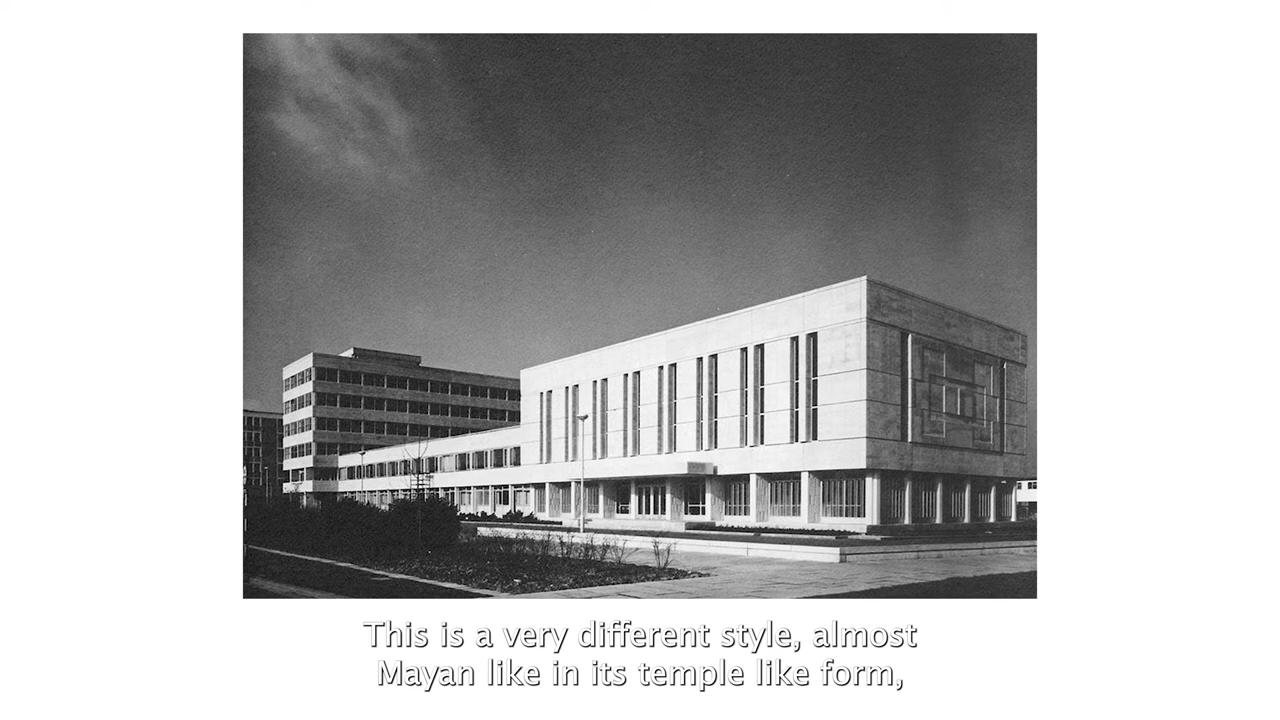 This is a very different style, almost
Mayan like in its temple like form,